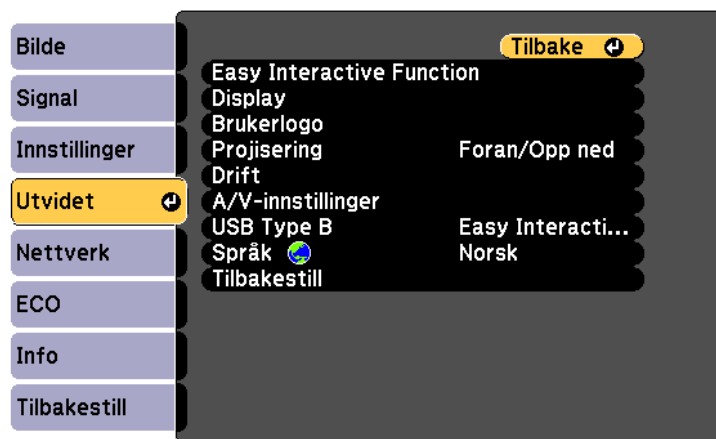 Bilde
Signal
Innstillinger
Utvidet
Nettverk
ECO
Info
Tilbakestill
Tilbake
Easy Interactive Function
Display
Brukerlogo
Projisering Foran/Opp ned
Drift
A/V-innstillinger
USB Type B Easy Interacti...
Språk Norsk
Tilbakestill